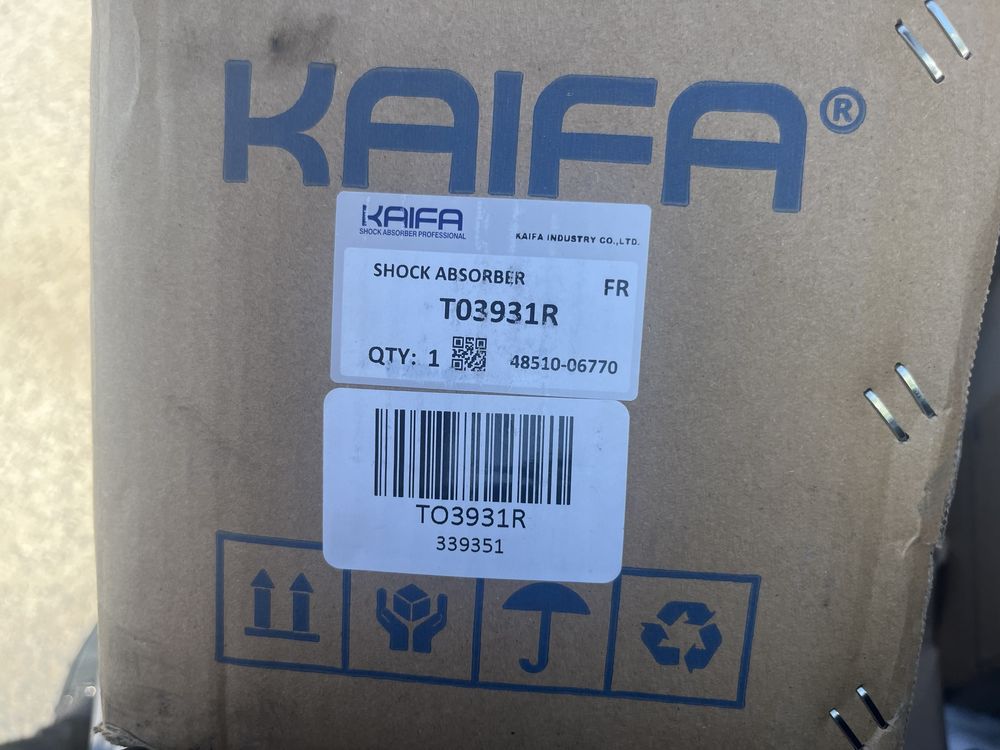 KAIFA®
KAIFA
SHOCK ABSORBER PROFESSIONAL
KAIFA INDUSTRY CO.,LTD.
SHOCK ABSORBER
FR
T03931R
QTY: 1
48510-06770
TO3931R
339351